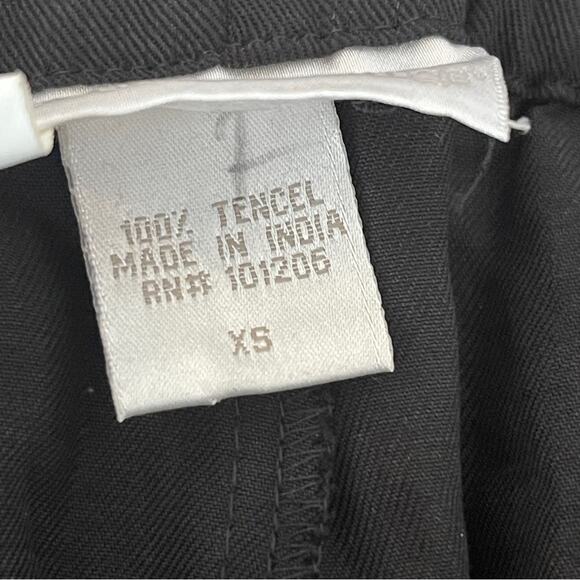 100% TENCEL
MADE IN INDIA
RN# 101206
XS